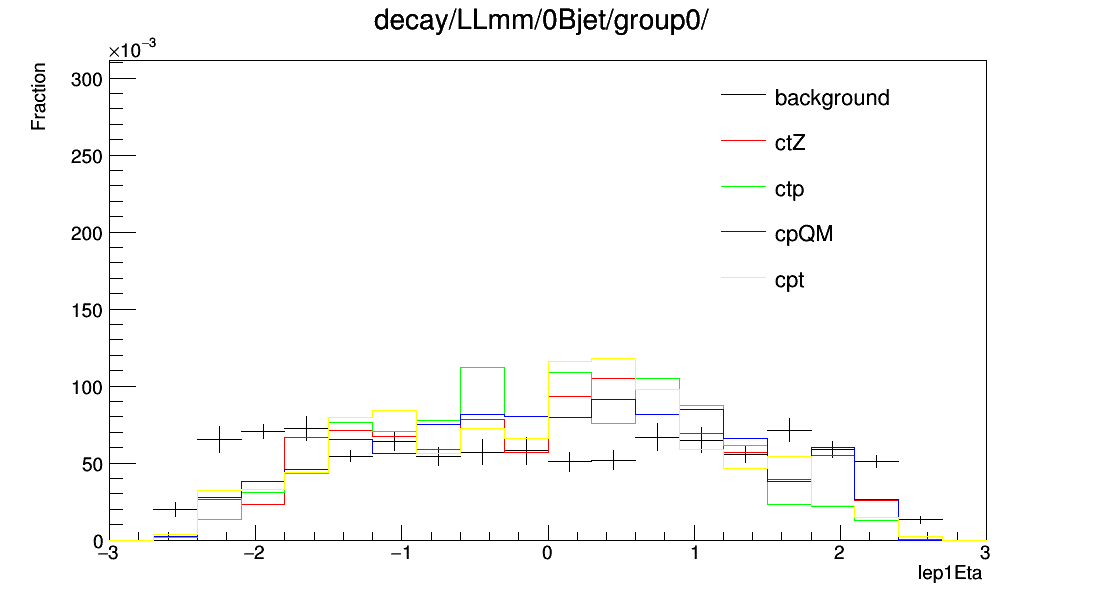 decay/LLmm/0Bjet/group0/
×10⁻³
Fraction
300
250
200
150
100
50
0
background
ctZ
ctp
cpQM
cpt
−3 −2 −1 0 1 2 3
lep1Eta